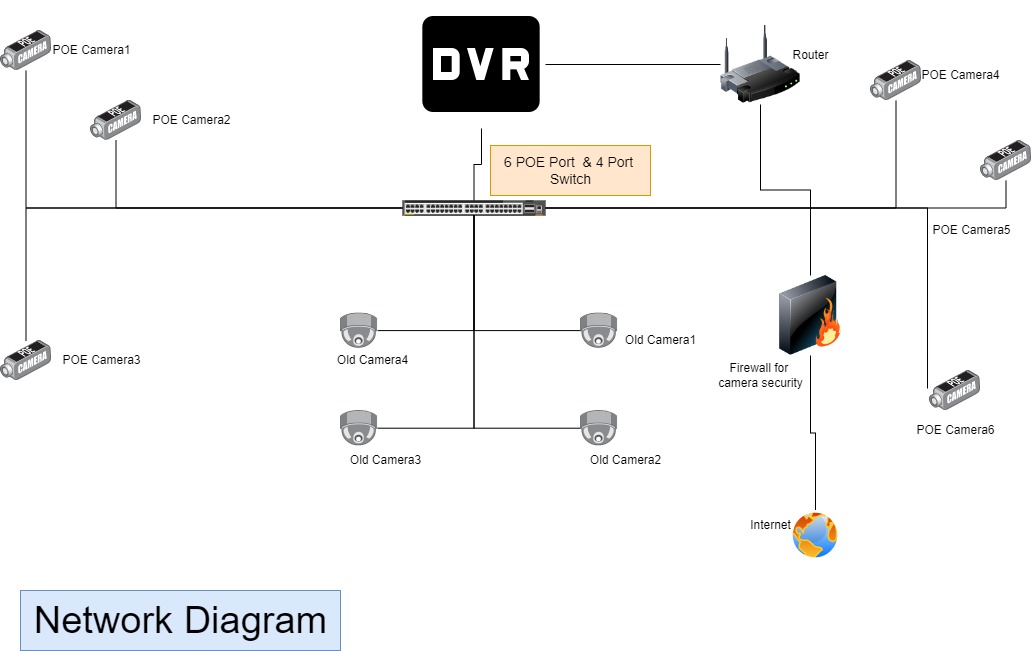 POE Camera1
DVR
Router
POE Camera4
POE
CAMERA
POE Camera2
POE
CAMERA
POE
CAMERA
POE
CAMERA
6 POE Port & 4 Port
Switch
POE Camera5
Old Camera4
Old Camera1
POE
CAMERA
POE Camera3
Firewall for
camera security
POE
CAMERA
POE Camera6
Old Camera3
Old Camera2
Internet
Network Diagram